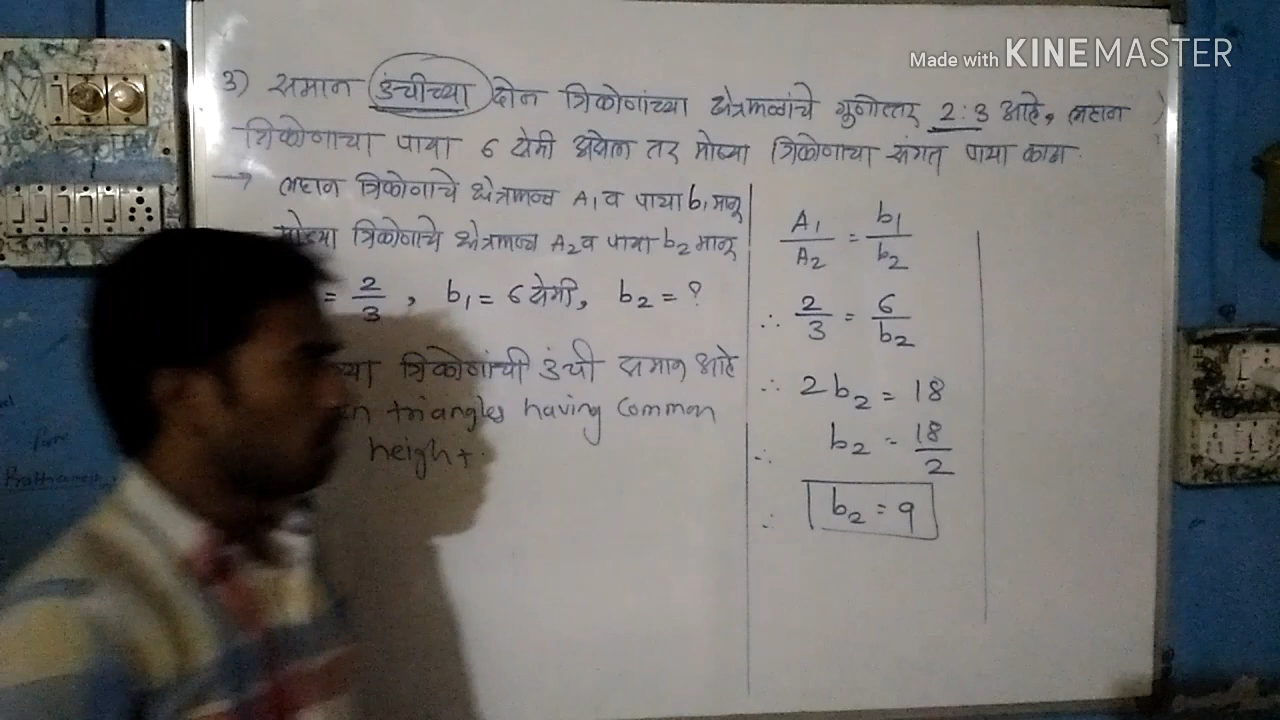 Made with KINEMASTER
3) समान उंचीच्या दोन त्रिकोणांच्या क्षेत्रफळांचे गुणोत्तर 2:3 आहे, लहान
त्रिकोणाचा पाया 6 सेमी असेल तर मोठ्या त्रिकोणाचा संगत पाया काढा.
→ लहान त्रिकोणाचे क्षेत्रफळ A₁ व पाया b₁ मानू
मोठ्या त्रिकोणाचे क्षेत्रफळ A₂ व पाया b₂ मानू
= 2/3, b₁ = 6 सेमी, b₂ = ?
त्रिकोणांची उंची समान आहे
triangles having common
height.
A₁/A₂ = b₁/b₂
∴ 2/3 = 6/b₂
∴ 2b₂ = 18
∴ b₂ = 18/2
∴ b₂ = 9
for